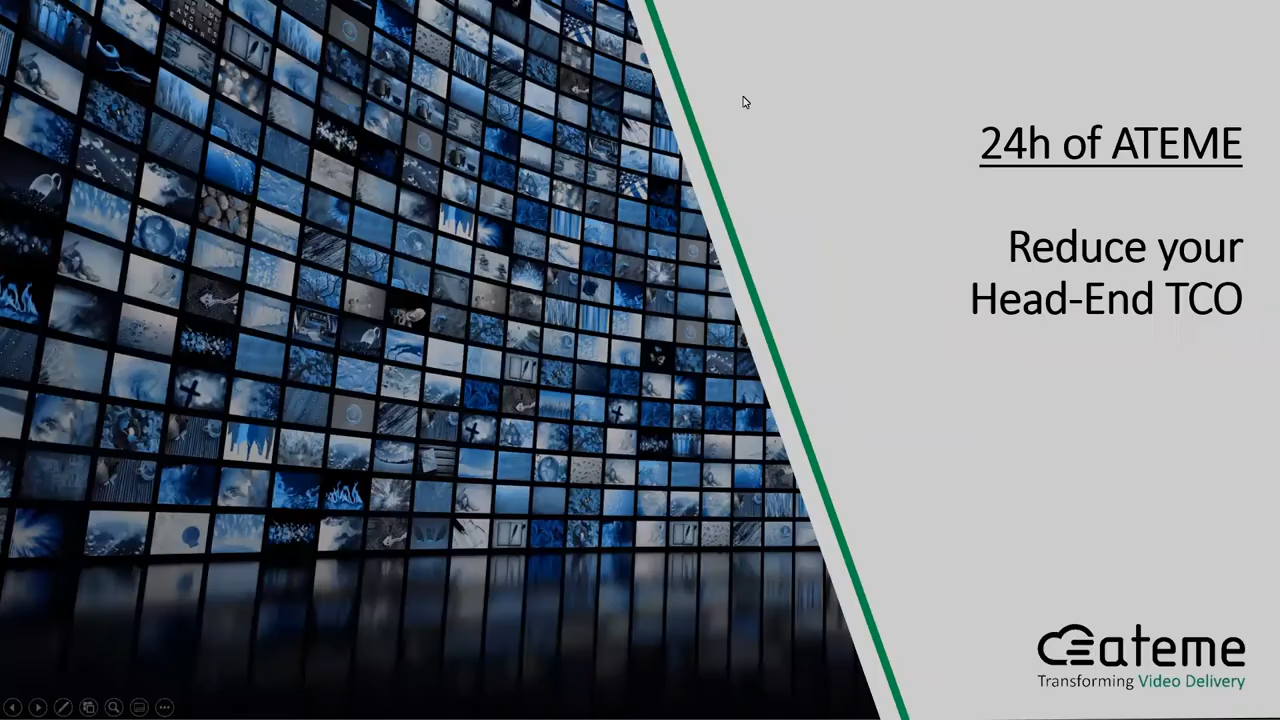 24h of ATEME
Reduce your
Head-End TCO
ateme
Transforming Video Delivery